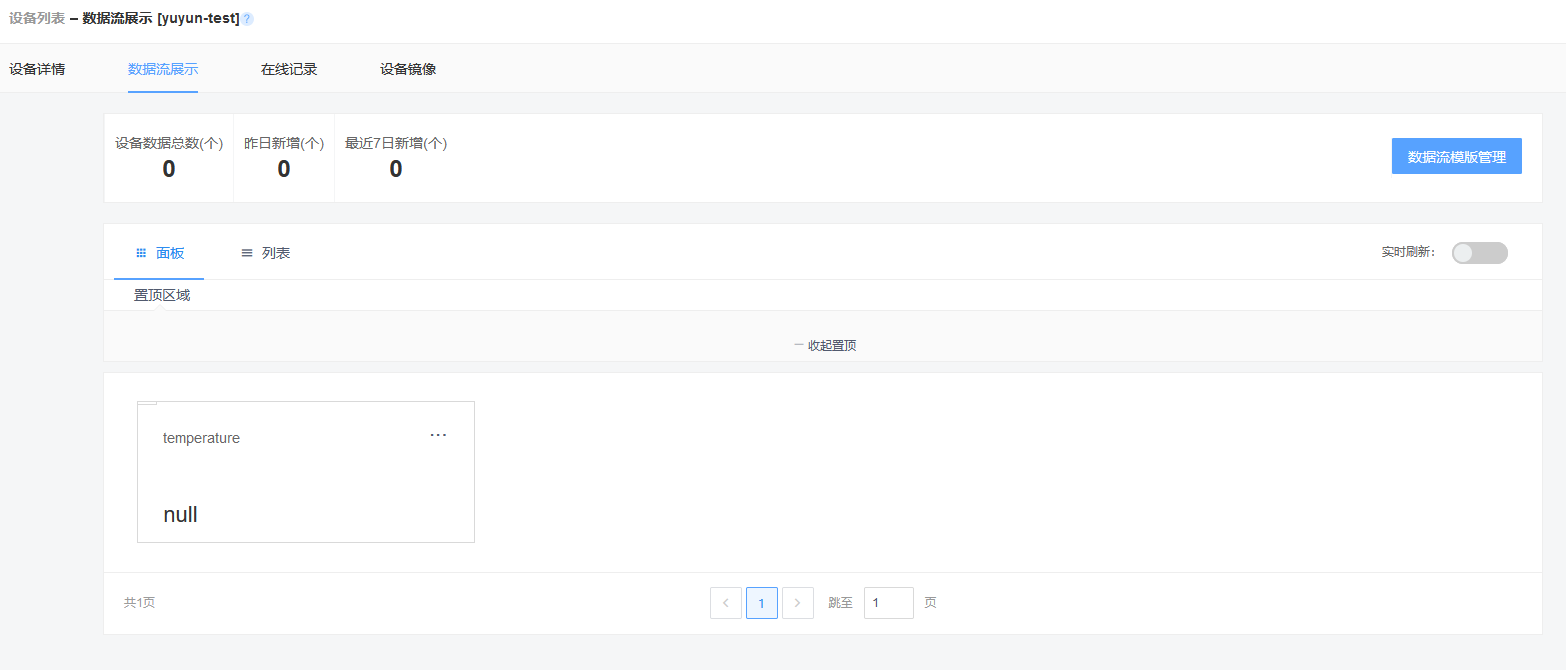 设备列表 – 数据流展示 [yuyun-test] ?
设备详情 数据流展示 在线记录 设备镜像
设备数据总数(个) 昨日新增(个) 最近7日新增(个)
0 0 0
数据流模版管理
面板 列表 实时刷新:
置顶区域
收起置顶
temperature ...
null
共1页 < 1 > 跳至 1 页